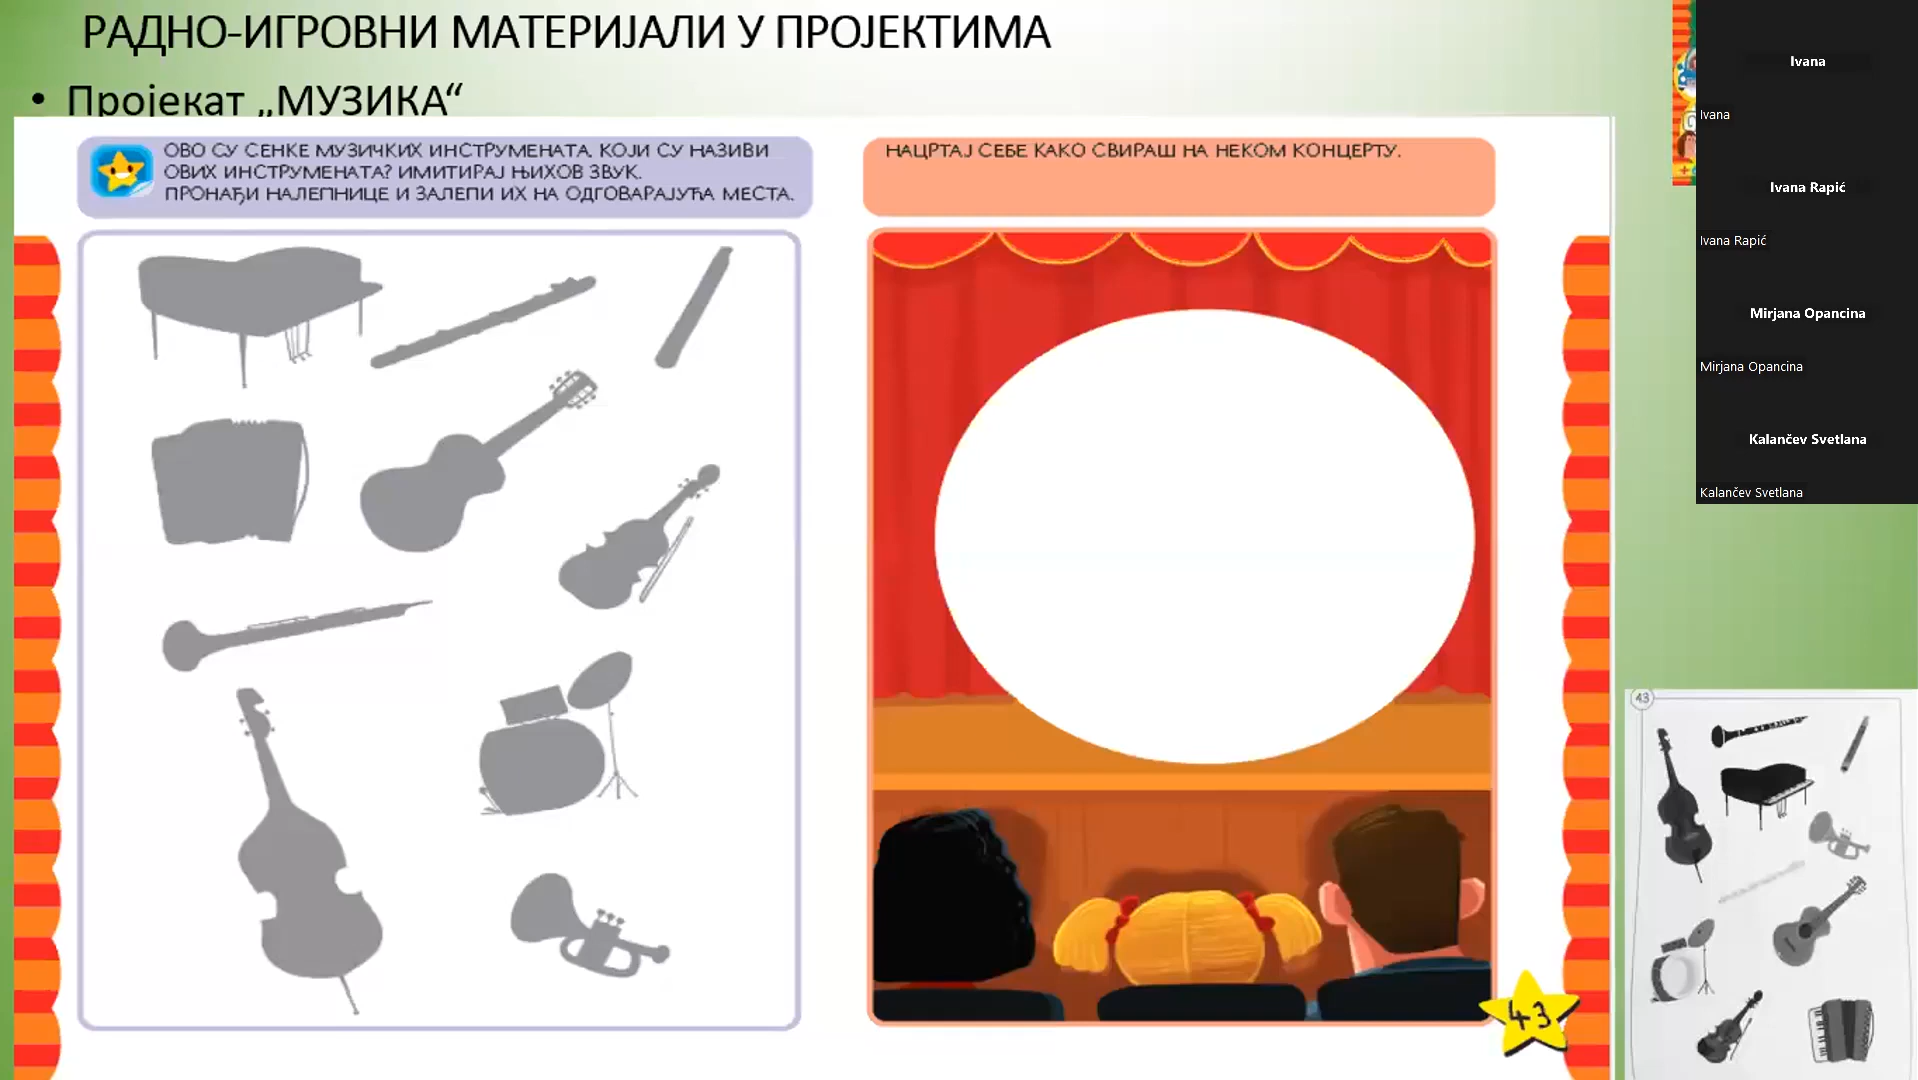 РАДНО-ИГРОВНИ МАТЕРИЈАЛИ У ПРОЈЕКТИМА
• Пројекат „МУЗИКА“
ОВО СУ СЕНКЕ МУЗИЧКИХ ИНСТРУМЕНАТА. КОЈИ СУ НАЗИВИ
ОВИХ ИНСТРУМЕНАТА? ИМИТИРАЈ ЊИХОВ ЗВУК.
ПРОНАЂИ НАЛЕПНИЦЕ И ЗАЛЕПИ ИХ НА ОДГОВАРАЈУЋА МЕСТА.
НАЦРТАЈ СЕБЕ КАКО СВИРАШ НА НЕКОМ КОНЦЕРТУ.
43
Ivana
Ivana
Ivana Rapić
Ivana Rapić
Mirjana Opancina
Mirjana Opancina
Kalančev Svetlana
Kalančev Svetlana
43